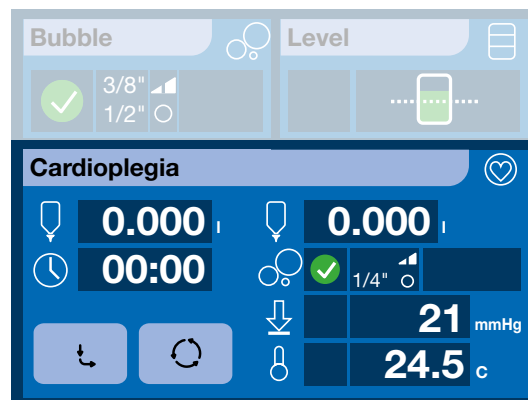 Bubble
Level
3/8"
1/2"
Cardioplegia
0.000 l
0.000 l
00:00
1/4"
21 mmHg
24.5 C